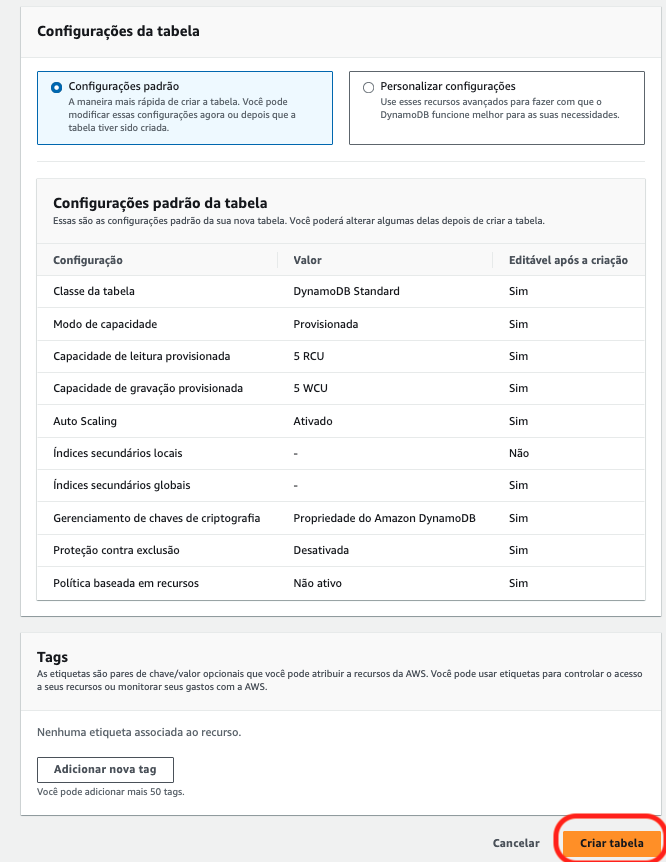 Configurações da tabela
Configurações padrão
A maneira mais rápida de criar a tabela. Você pode
modificar essas configurações agora ou depois que a
tabela tiver sido criada.
Personalizar configurações
Use esses recursos avançados para fazer com que o
DynamoDB funcione melhor para as suas necessidades.
Configurações padrão da tabela
Essas são as configurações padrão da sua nova tabela. Você poderá alterar algumas delas depois de criar a tabela.
Configuração Valor Editável após a criação
Classe da tabela DynamoDB Standard Sim
Modo de capacidade Provisionada Sim
Capacidade de leitura provisionada 5 RCU Sim
Capacidade de gravação provisionada 5 WCU Sim
Auto Scaling Ativado Sim
Índices secundários locais - Não
Índices secundários globais - Sim
Gerenciamento de chaves de criptografia Propriedade do Amazon DynamoDB Sim
Proteção contra exclusão Desativada Sim
Política baseada em recursos Não ativo Sim
Tags
As etiquetas são pares de chave/valor opcionais que você pode atribuir a recursos da AWS. Você pode usar etiquetas para controlar o acesso
a seus recursos ou monitorar seus gastos com a AWS.
Nenhuma etiqueta associada ao recurso.
Adicionar nova tag
Você pode adicionar mais 50 tags.
Cancelar Criar tabela